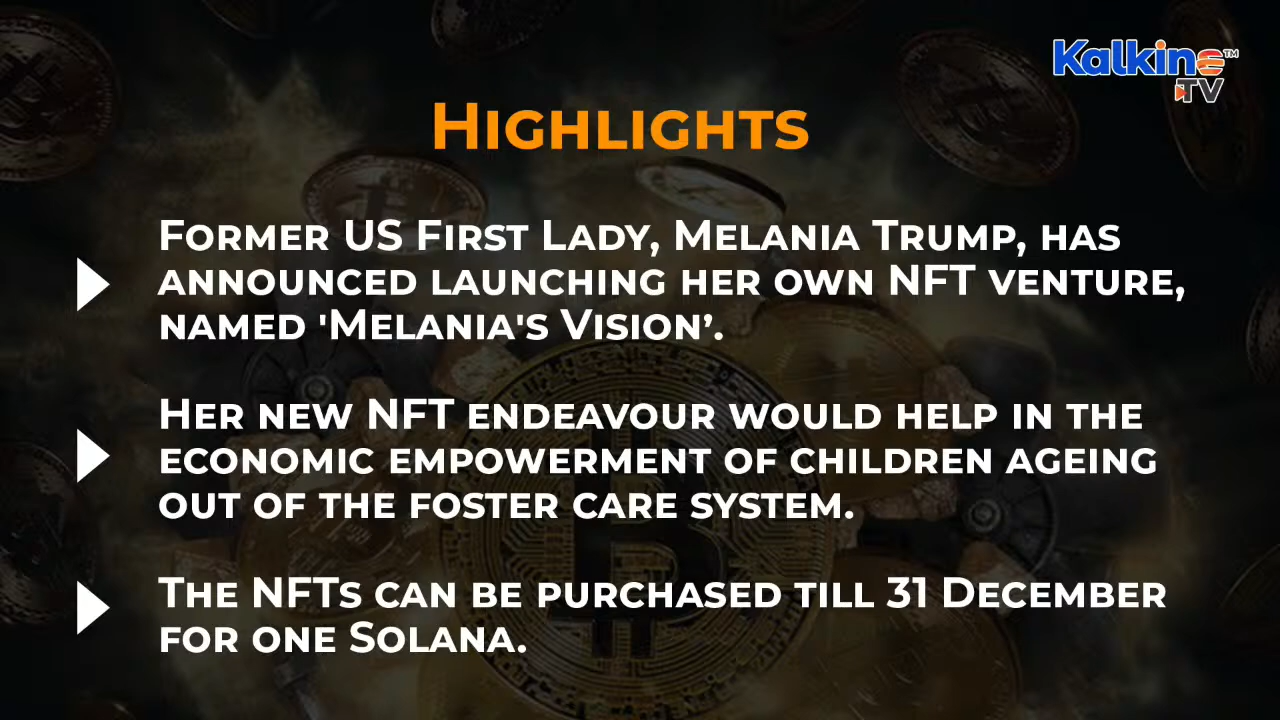 Kalkine™
TV
Highlights
Former US First Lady, Melania Trump, has
announced launching her own NFT venture,
named 'Melania's Vision’.
Her new NFT endeavour would help in the
economic empowerment of children ageing
out of the foster care system.
The NFTs can be purchased till 31 December
for one Solana.